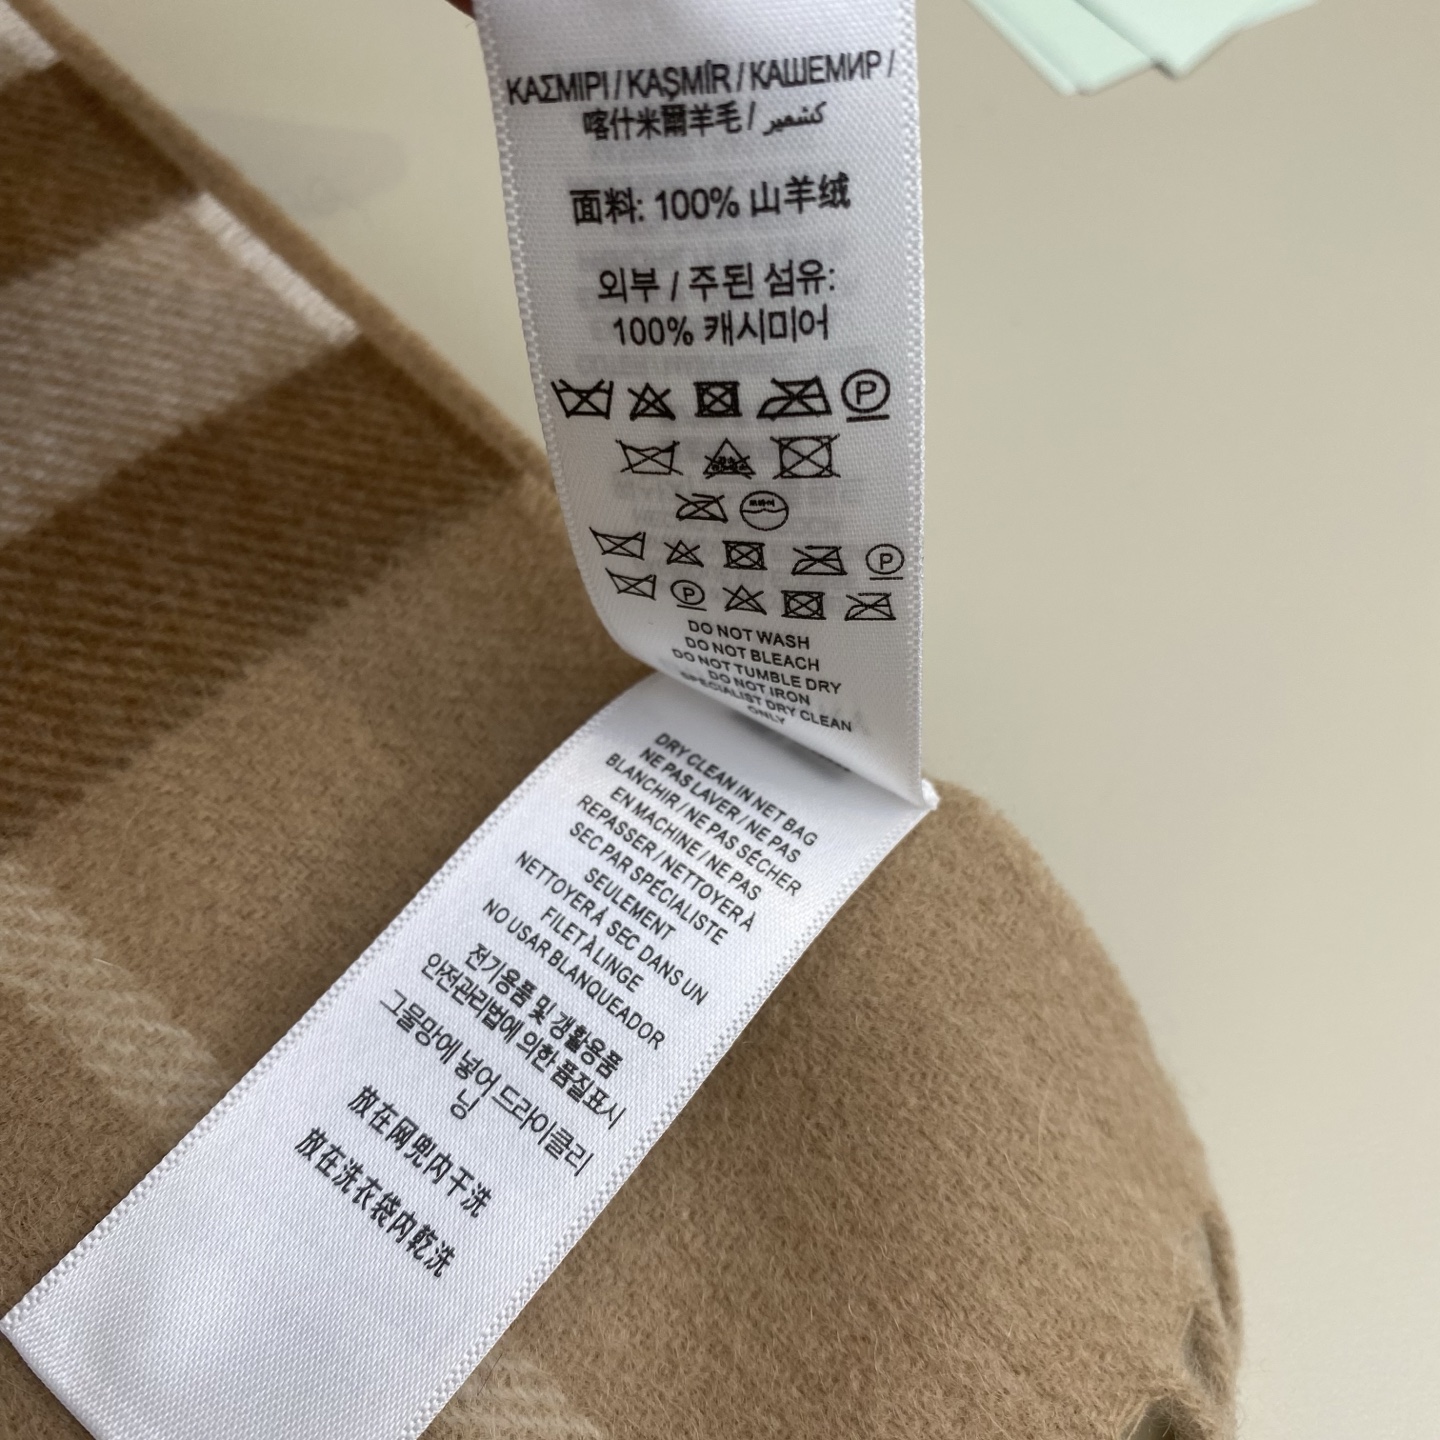 ΚΑΣΜΙΡΙ / KAŞMİR / КАШЕМИР /
喀什米爾羊毛 / كشمير
面料: 100% 山羊绒
외부 / 주된 섬유:
100% 캐시미어
P
드라이
P
P
DO NOT WASH
DO NOT BLEACH
DO NOT TUMBLE DRY
DO NOT IRON
SPECIALIST DRY CLEAN
ONLY
DRY CLEAN IN NET BAG
NE PAS LAVER / NE PAS
BLANCHIR / NE PAS SÉCHER
EN MACHINE / NE PAS
REPASSER / NETTOYER À
SEC PAR SPÉCIALISTE
SEULEMENT
NETTOYER À SEC DANS UN
FILET À LINGE
NO USAR BLANQUEADOR
전기용품 및 생활용품
안전관리법에 의한 품질표시
그물망에 넣어 드라이클리
닝
放在网兜内干洗
放在洗衣袋内乾洗